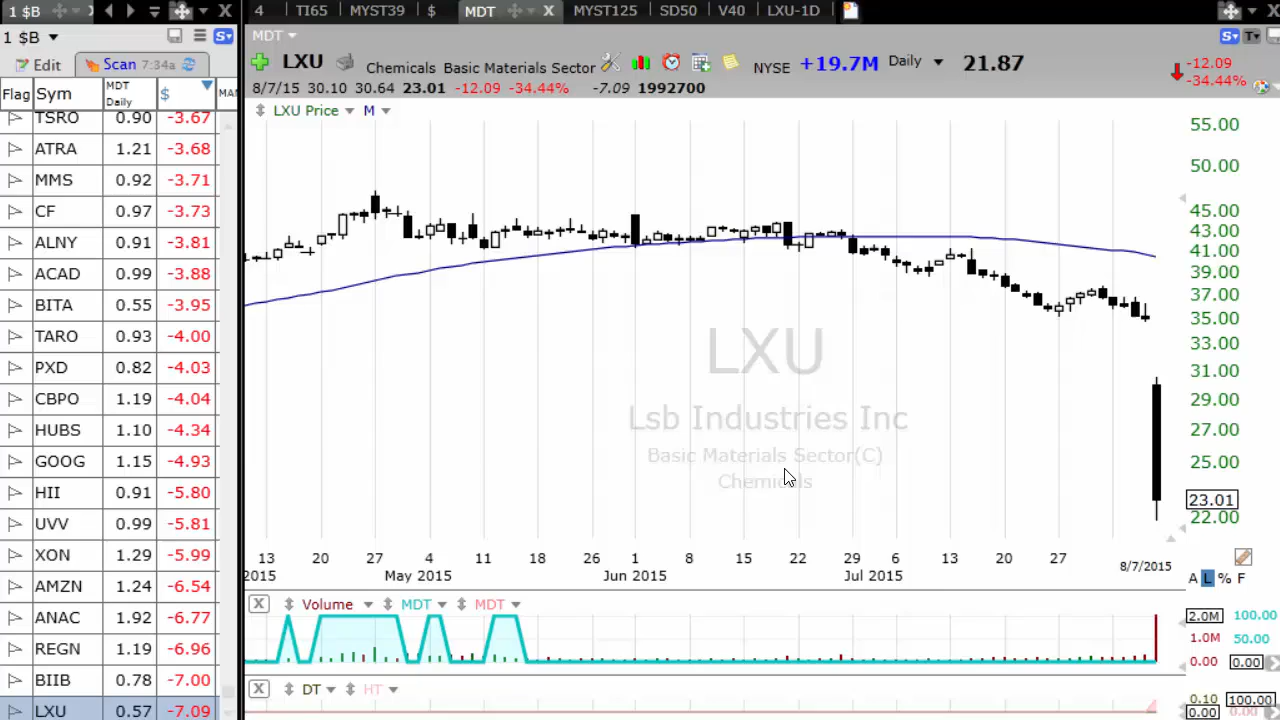 1 $B
4 TI65 MYST39 $ MDT X MYST125 SD50 V40 LXU-1D
1 $B S
Edit Scan 7:34a
Flag Sym MDT Daily $
TSRO 0.90 -3.67
ATRA 1.21 -3.68
MMS 0.92 -3.71
CF 0.97 -3.73
ALNY 0.91 -3.81
ACAD 0.99 -3.88
BITA 0.55 -3.95
TARO 0.93 -4.00
PXD 0.82 -4.03
CBPO 1.19 -4.04
HUBS 1.10 -4.34
GOOG 1.15 -4.93
HII 0.91 -5.80
UVV 0.99 -5.81
XON 1.29 -5.99
AMZN 1.24 -6.54
ANAC 1.92 -6.77
REGN 1.19 -6.96
BIIB 0.78 -7.00
LXU 0.57 -7.09
MDT S T
LXU Chemicals Basic Materials Sector NYSE +19.7M Daily 21.87 -12.09
-34.44%
8/7/15 30.10 30.64 23.01 -12.09 -34.44% -7.09 1992700
LXU Price M
55.00
50.00
45.00
43.00
41.00
39.00
37.00
35.00
33.00
31.00
29.00
27.00
25.00
23.01
22.00
LXU
Lsb Industries Inc
Basic Materials Sector(C)
Chemicals
13 20 27 4 11 18 26 1 8 15 22 29 6 13 20 27
2015 May 2015 Jun 2015 Jul 2015 8/7/2015
A L % F
X Volume MDT MDT
2.0M 100.00
1.0M 50.00
0.00 0.00
X DT HT
0.10 100.00
0.00 0.00